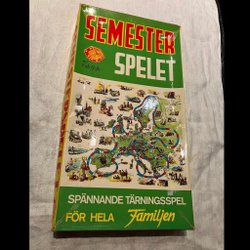 SEMESTER
SPELET
SPÄNNANDE TÄRNINGSSPEL
FÖR HELA Familjen